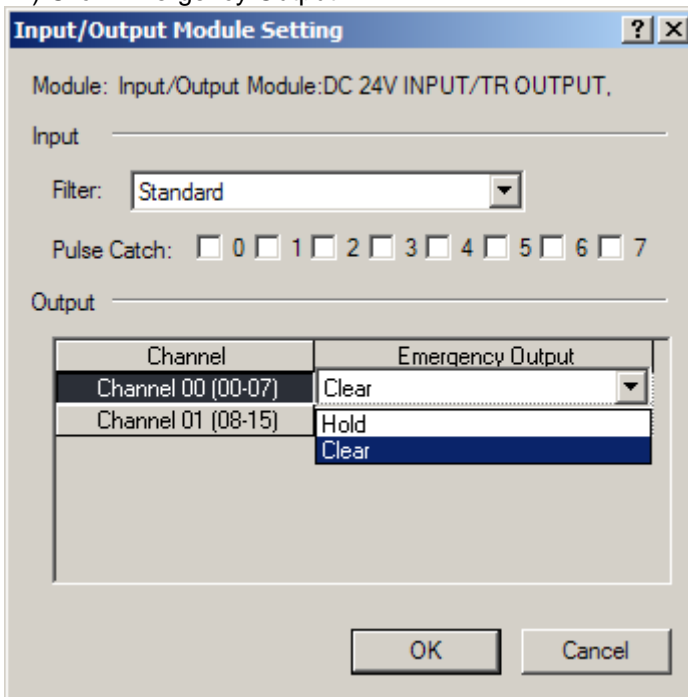 Input/Output Module Setting
Module: Input/Output Module:DC 24V INPUT/TR OUTPUT,
Input
Filter: Standard
Pulse Catch: 0 1 2 3 4 5 6 7
Output
Channel Emergency Output
Channel 00 (00-07) Clear
Channel 01 (08-15) Hold
Clear
OK Cancel